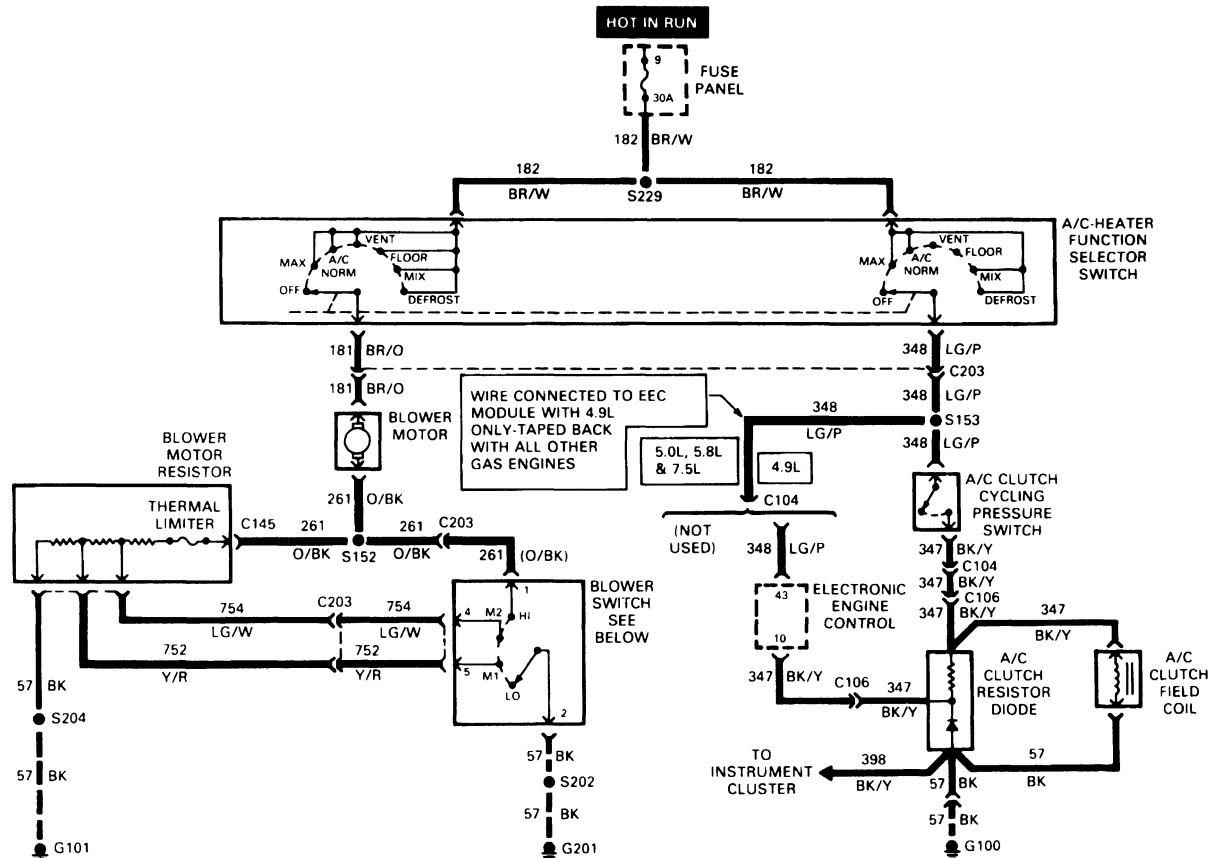 HOT IN RUN
9
30A
FUSE
PANEL
182 BR/W
182
BR/W
S229
182
BR/W
A/C-HEATER
FUNCTION
SELECTOR
SWITCH
MAX
A/C
NORM
VENT
FLOOR
MIX
OFF
DEFROST
MAX
A/C
NORM
VENT
FLOOR
MIX
OFF
DEFROST
181 BR/O
348 LG/P
C203
181 BR/O
348 LG/P
WIRE CONNECTED TO EEC
MODULE WITH 4.9L
ONLY-TAPED BACK
WITH ALL OTHER
GAS ENGINES
348
LG/P
S153
BLOWER
MOTOR
348 LG/P
5.0L, 5.8L
& 7.5L
4.9L
BLOWER
MOTOR
RESISTOR
THERMAL
LIMITER
261 O/BK
C145
261
O/BK
S152
261
O/BK
C203
261 (O/BK)
C104
(NOT
USED)
348 LG/P
A/C CLUTCH
CYCLING
PRESSURE
SWITCH
347 BK/Y
C104
347 BK/Y
C106
347 BK/Y
347
BK/Y
BLOWER
SWITCH
SEE
BELOW
1
4
M2
HI
5
M1
LO
2
754
LG/W
C203
754
LG/W
752
Y/R
752
Y/R
43
10
ELECTRONIC
ENGINE
CONTROL
347 BK/Y
C106
347
BK/Y
A/C
CLUTCH
RESISTOR
DIODE
A/C
CLUTCH
FIELD
COIL
57 BK
S204
57 BK
G101
57 BK
S202
57 BK
G201
TO
INSTRUMENT
CLUSTER
398
BK/Y
57
BK
57 BK
57 BK
G100